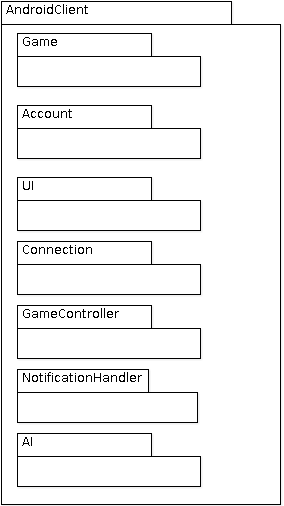 AndroidClient
Game
Account
UI
Connection
GameController
NotificationHandler
AI